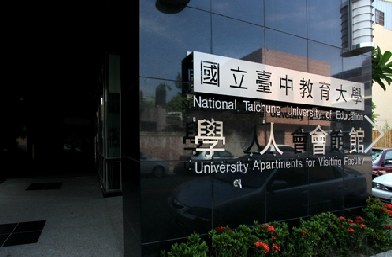 國立臺中教育大學
National Taichung University of Education
學人會館
University Apartments for Visiting Faculty